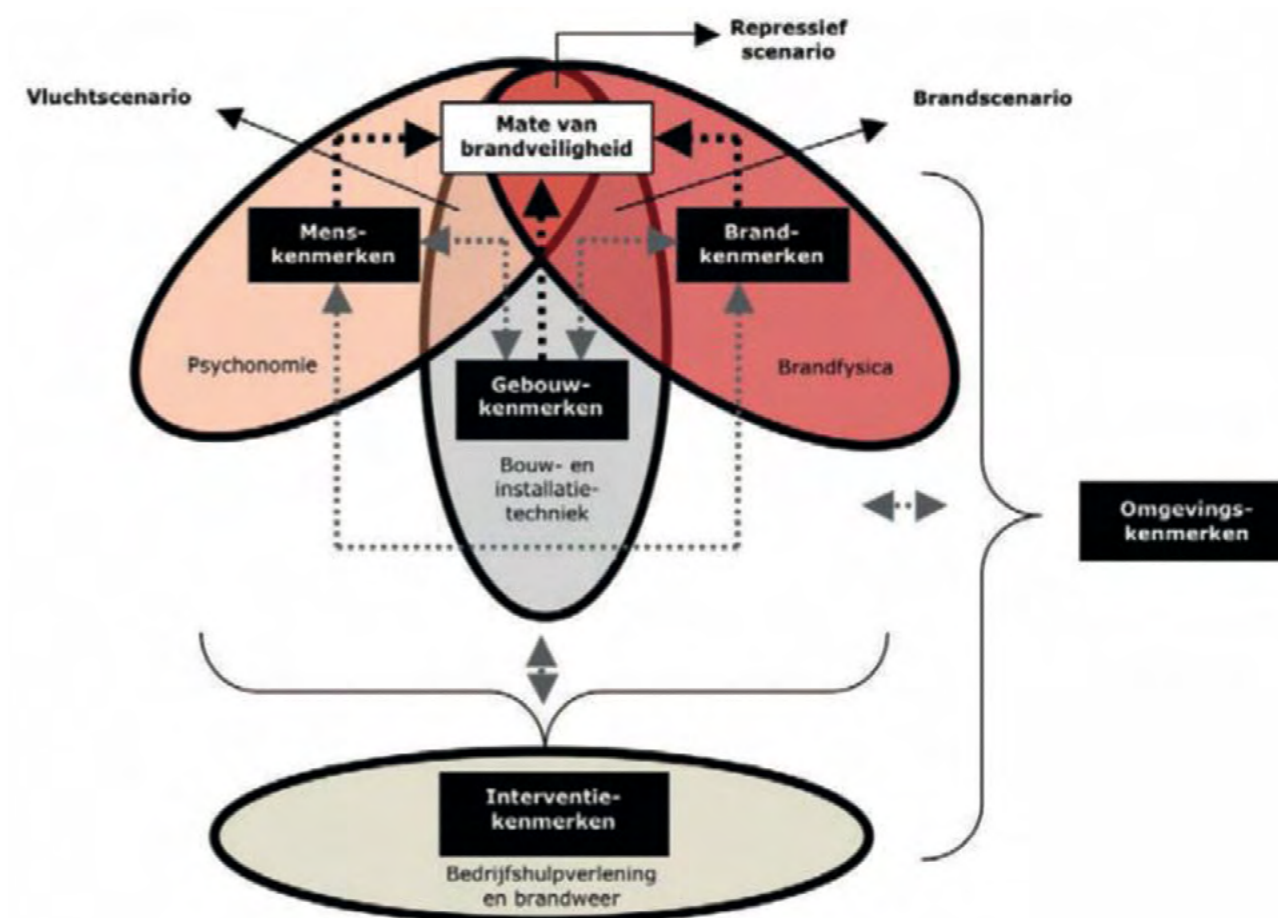 Repressief
scenario
Vluchtscenario
Brandscenario
Mate van
brandveiligheid
Mens-
kenmerken
Brand-
kenmerken
Psychonomie
Brandfysica
Gebouw-
kenmerken
Bouw- en
installatie-
techniek
Omgevings-
kenmerken
Interventie-
kenmerken
Bedrijfshulpverlening
en brandweer